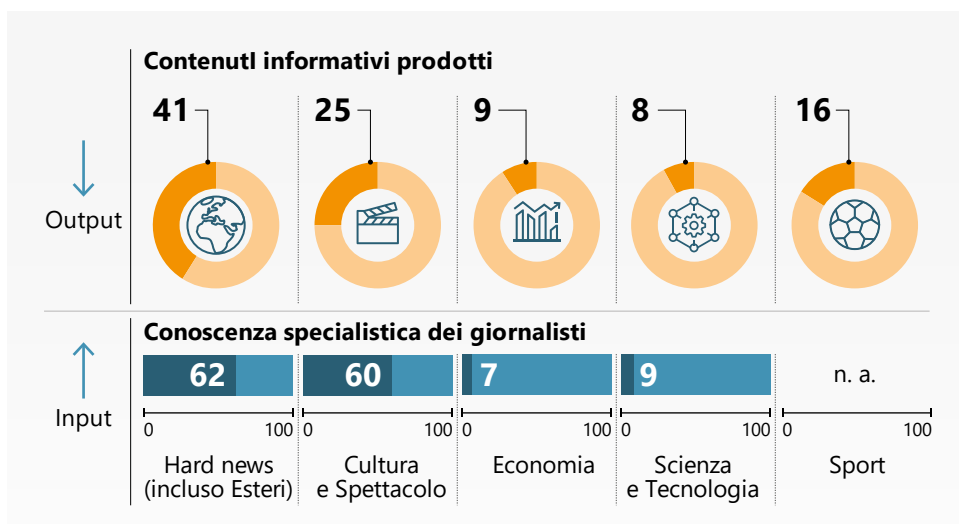 ContenutI informativi prodotti
41 25 9 8 16
Output
Conoscenza specialistica dei giornalisti
62 60 7 9 n. a.
Input
0 100 0 100 0 100 0 100 0 100
Hard news Cultura Economia Scienza Sport
(incluso Esteri) e Spettacolo e Tecnologia